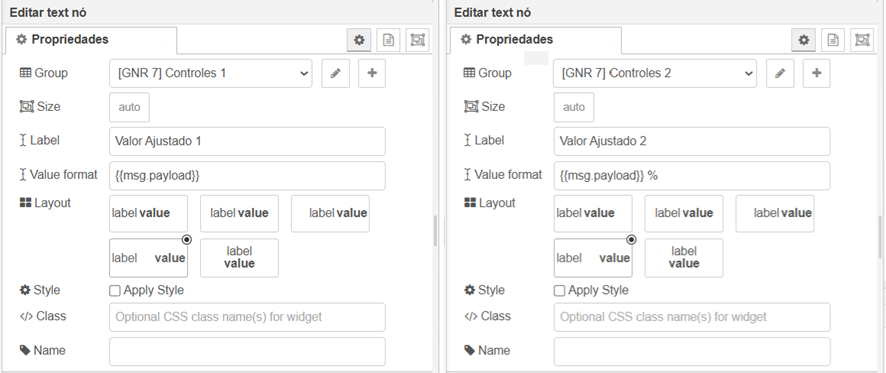 Editar text nó
Propriedades
Group [GNR 7] Controles 1
Size auto
Label Valor Ajustado 1
Value format {{msg.payload}}
Layout label value label value label value
label value label
value
Style Apply Style
Class Optional CSS class name(s) for widget
Name
Editar text nó
Propriedades
Group [GNR 7] Controles 2
Size auto
Label Valor Ajustado 2
Value format {{msg.payload}} %
Layout label value label value label value
label value label
value
Style Apply Style
Class Optional CSS class name(s) for widget
Name